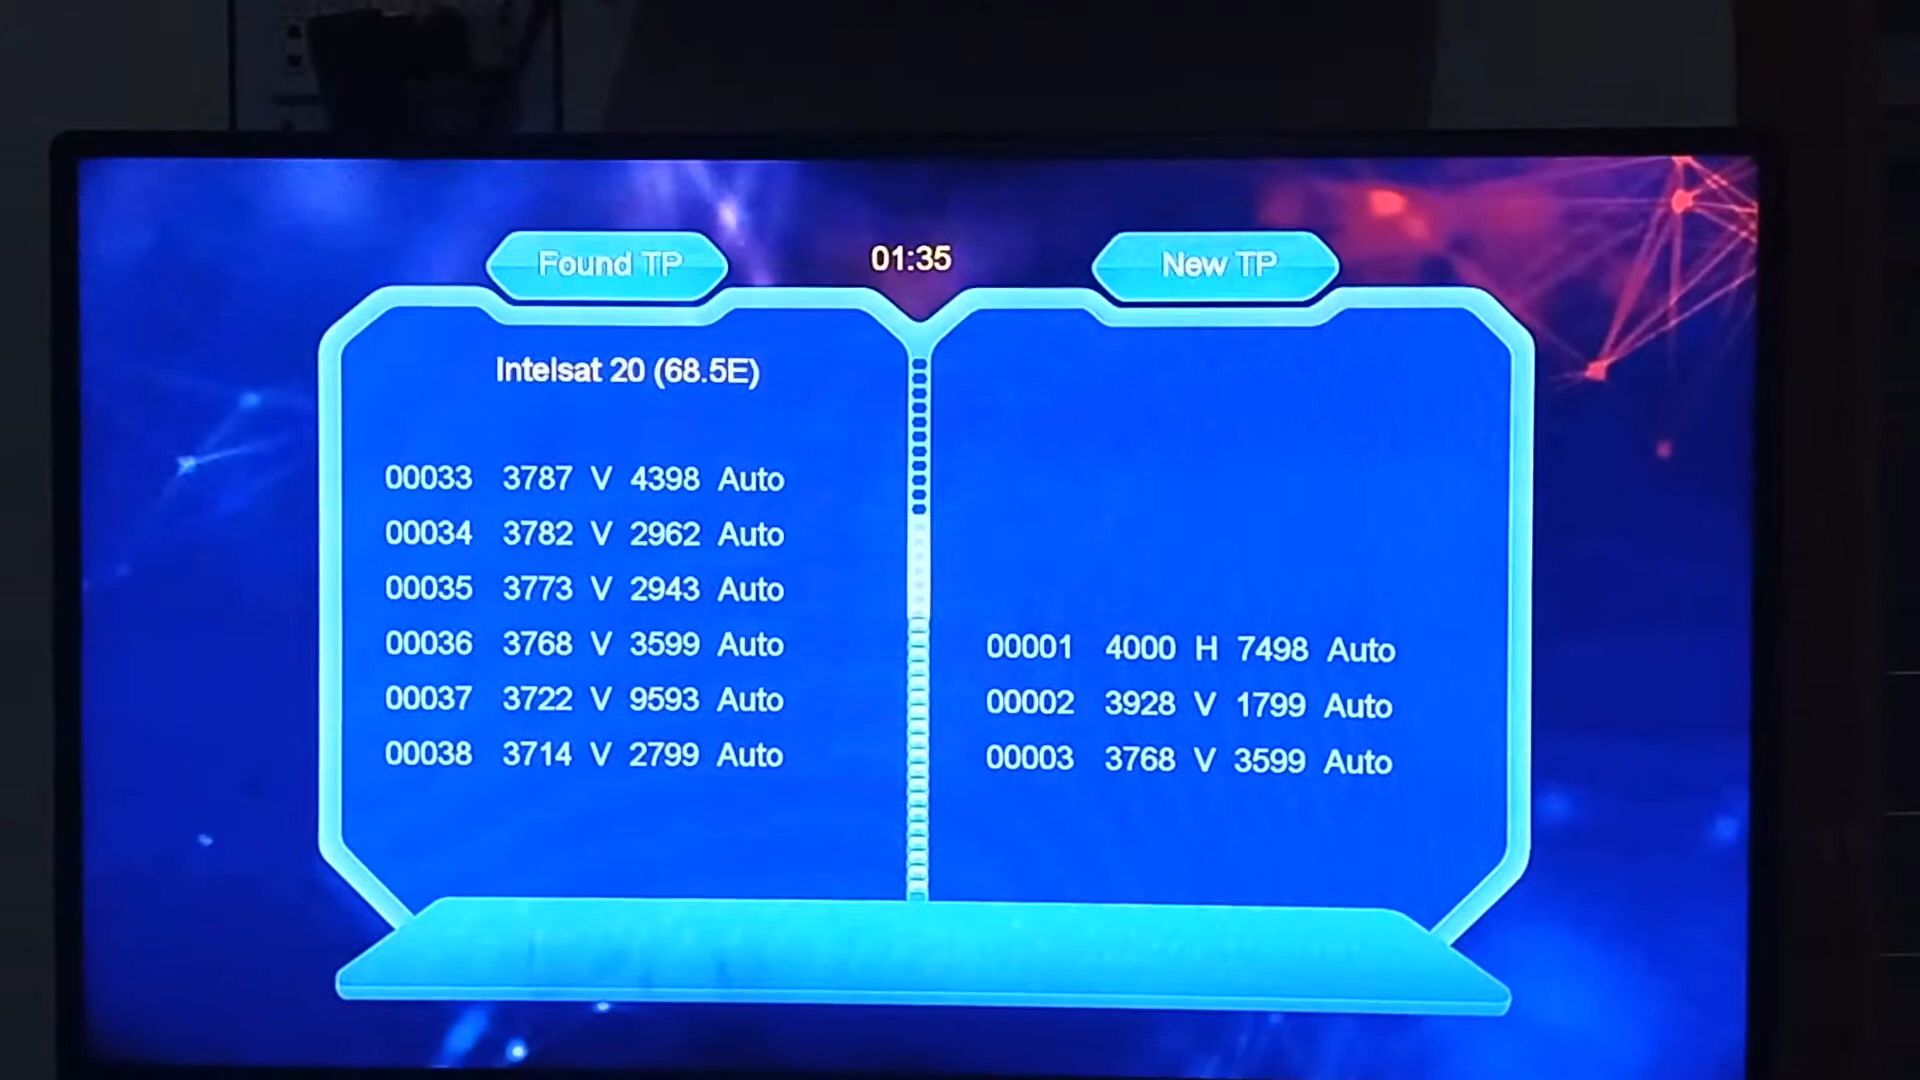 Found TP
01:35
New TP
Intelsat 20 (68.5E)
00033 3787 V 4398 Auto
00034 3782 V 2962 Auto
00035 3773 V 2943 Auto
00036 3768 V 3599 Auto
00037 3722 V 9593 Auto
00038 3714 V 2799 Auto
00001 4000 H 7498 Auto
00002 3928 V 1799 Auto
00003 3768 V 3599 Auto